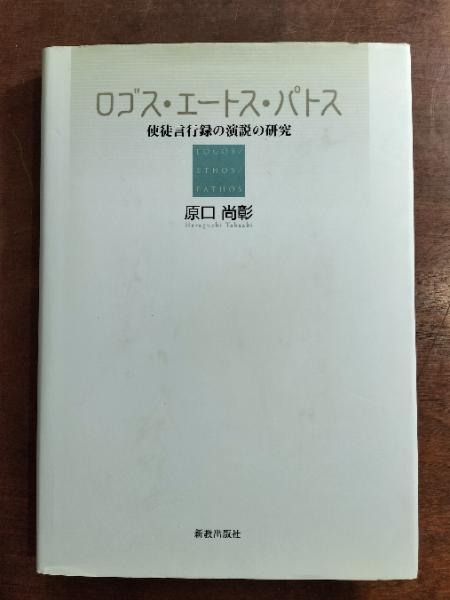 ロゴス・エートス・パトス
使徒言行録の演説の研究
LOGOS/
ETHOS/
PATHOS
原口 尚彰
Haraguchi Takaaki
新教出版社